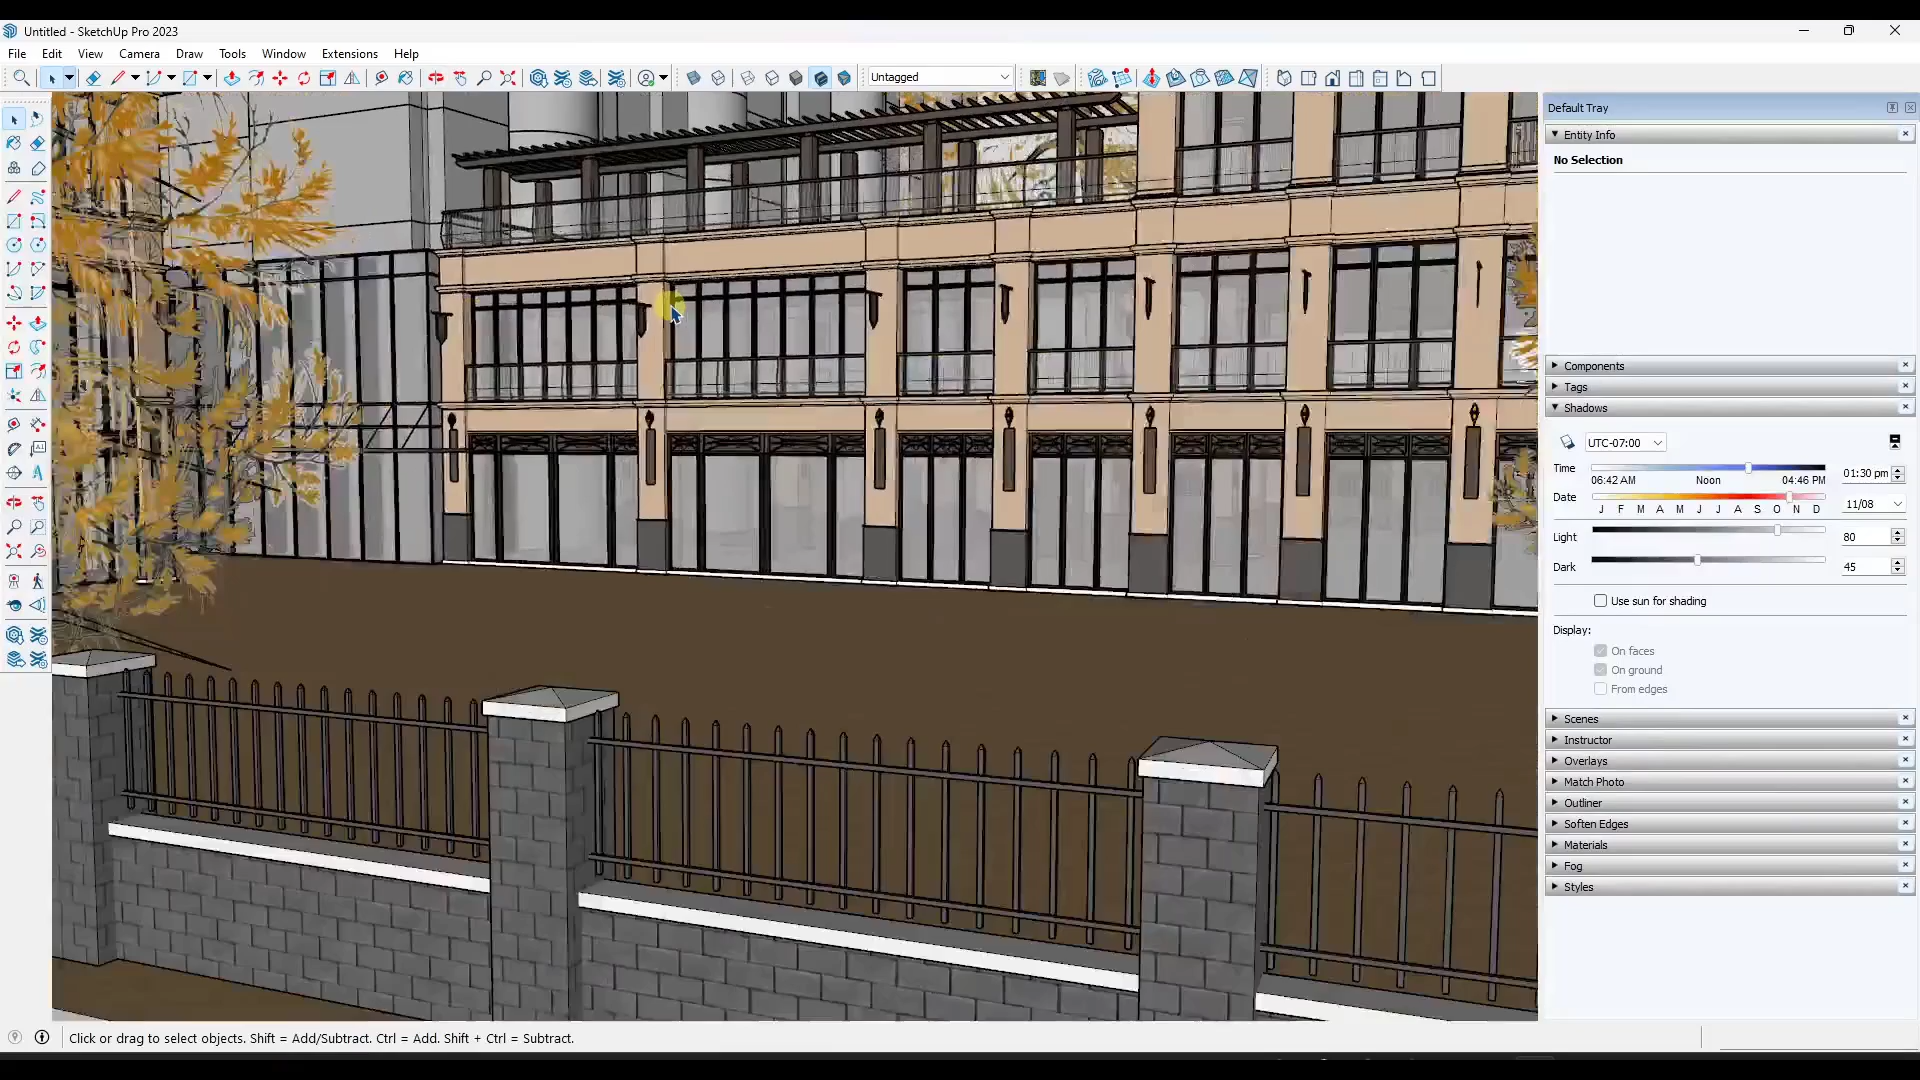 Untitled - SketchUp Pro 2023
File Edit View Camera Draw Tools Window Extensions Help
Untagged
Default Tray
Entity Info
No Selection
Components
Tags
Shadows
UTC-07:00
Time
01:30 pm
06:42 AM Noon 04:46 PM
Date
11/08
J F M A M J J A S O N D
Light
80
Dark
45
Use sun for shading
Display:
On faces
On ground
From edges
Scenes
Instructor
Overlays
Match Photo
Outliner
Soften Edges
Materials
Fog
Styles
Click or drag to select objects. Shift = Add/Subtract. Ctrl = Add. Shift + Ctrl = Subtract.